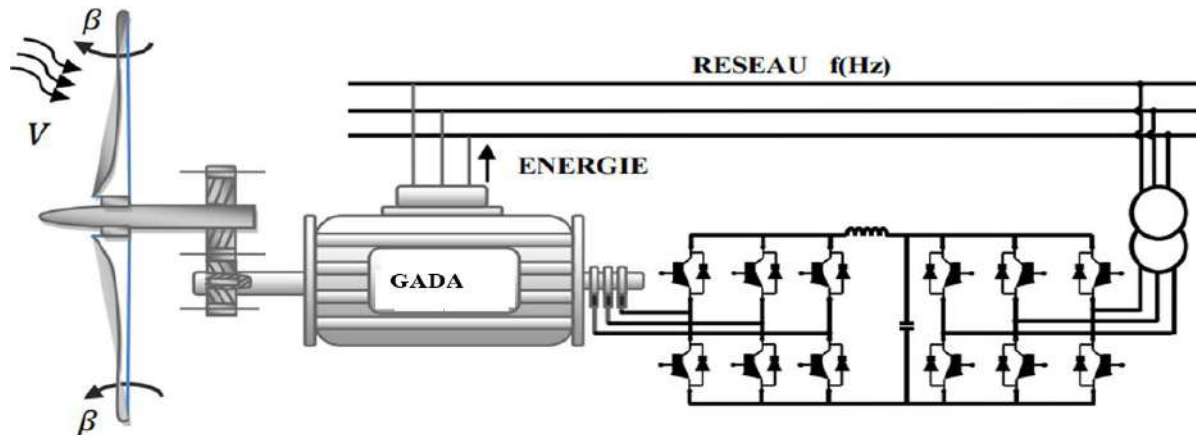 β
RESEAU f(Hz)
V
ENERGIE
GADA
β